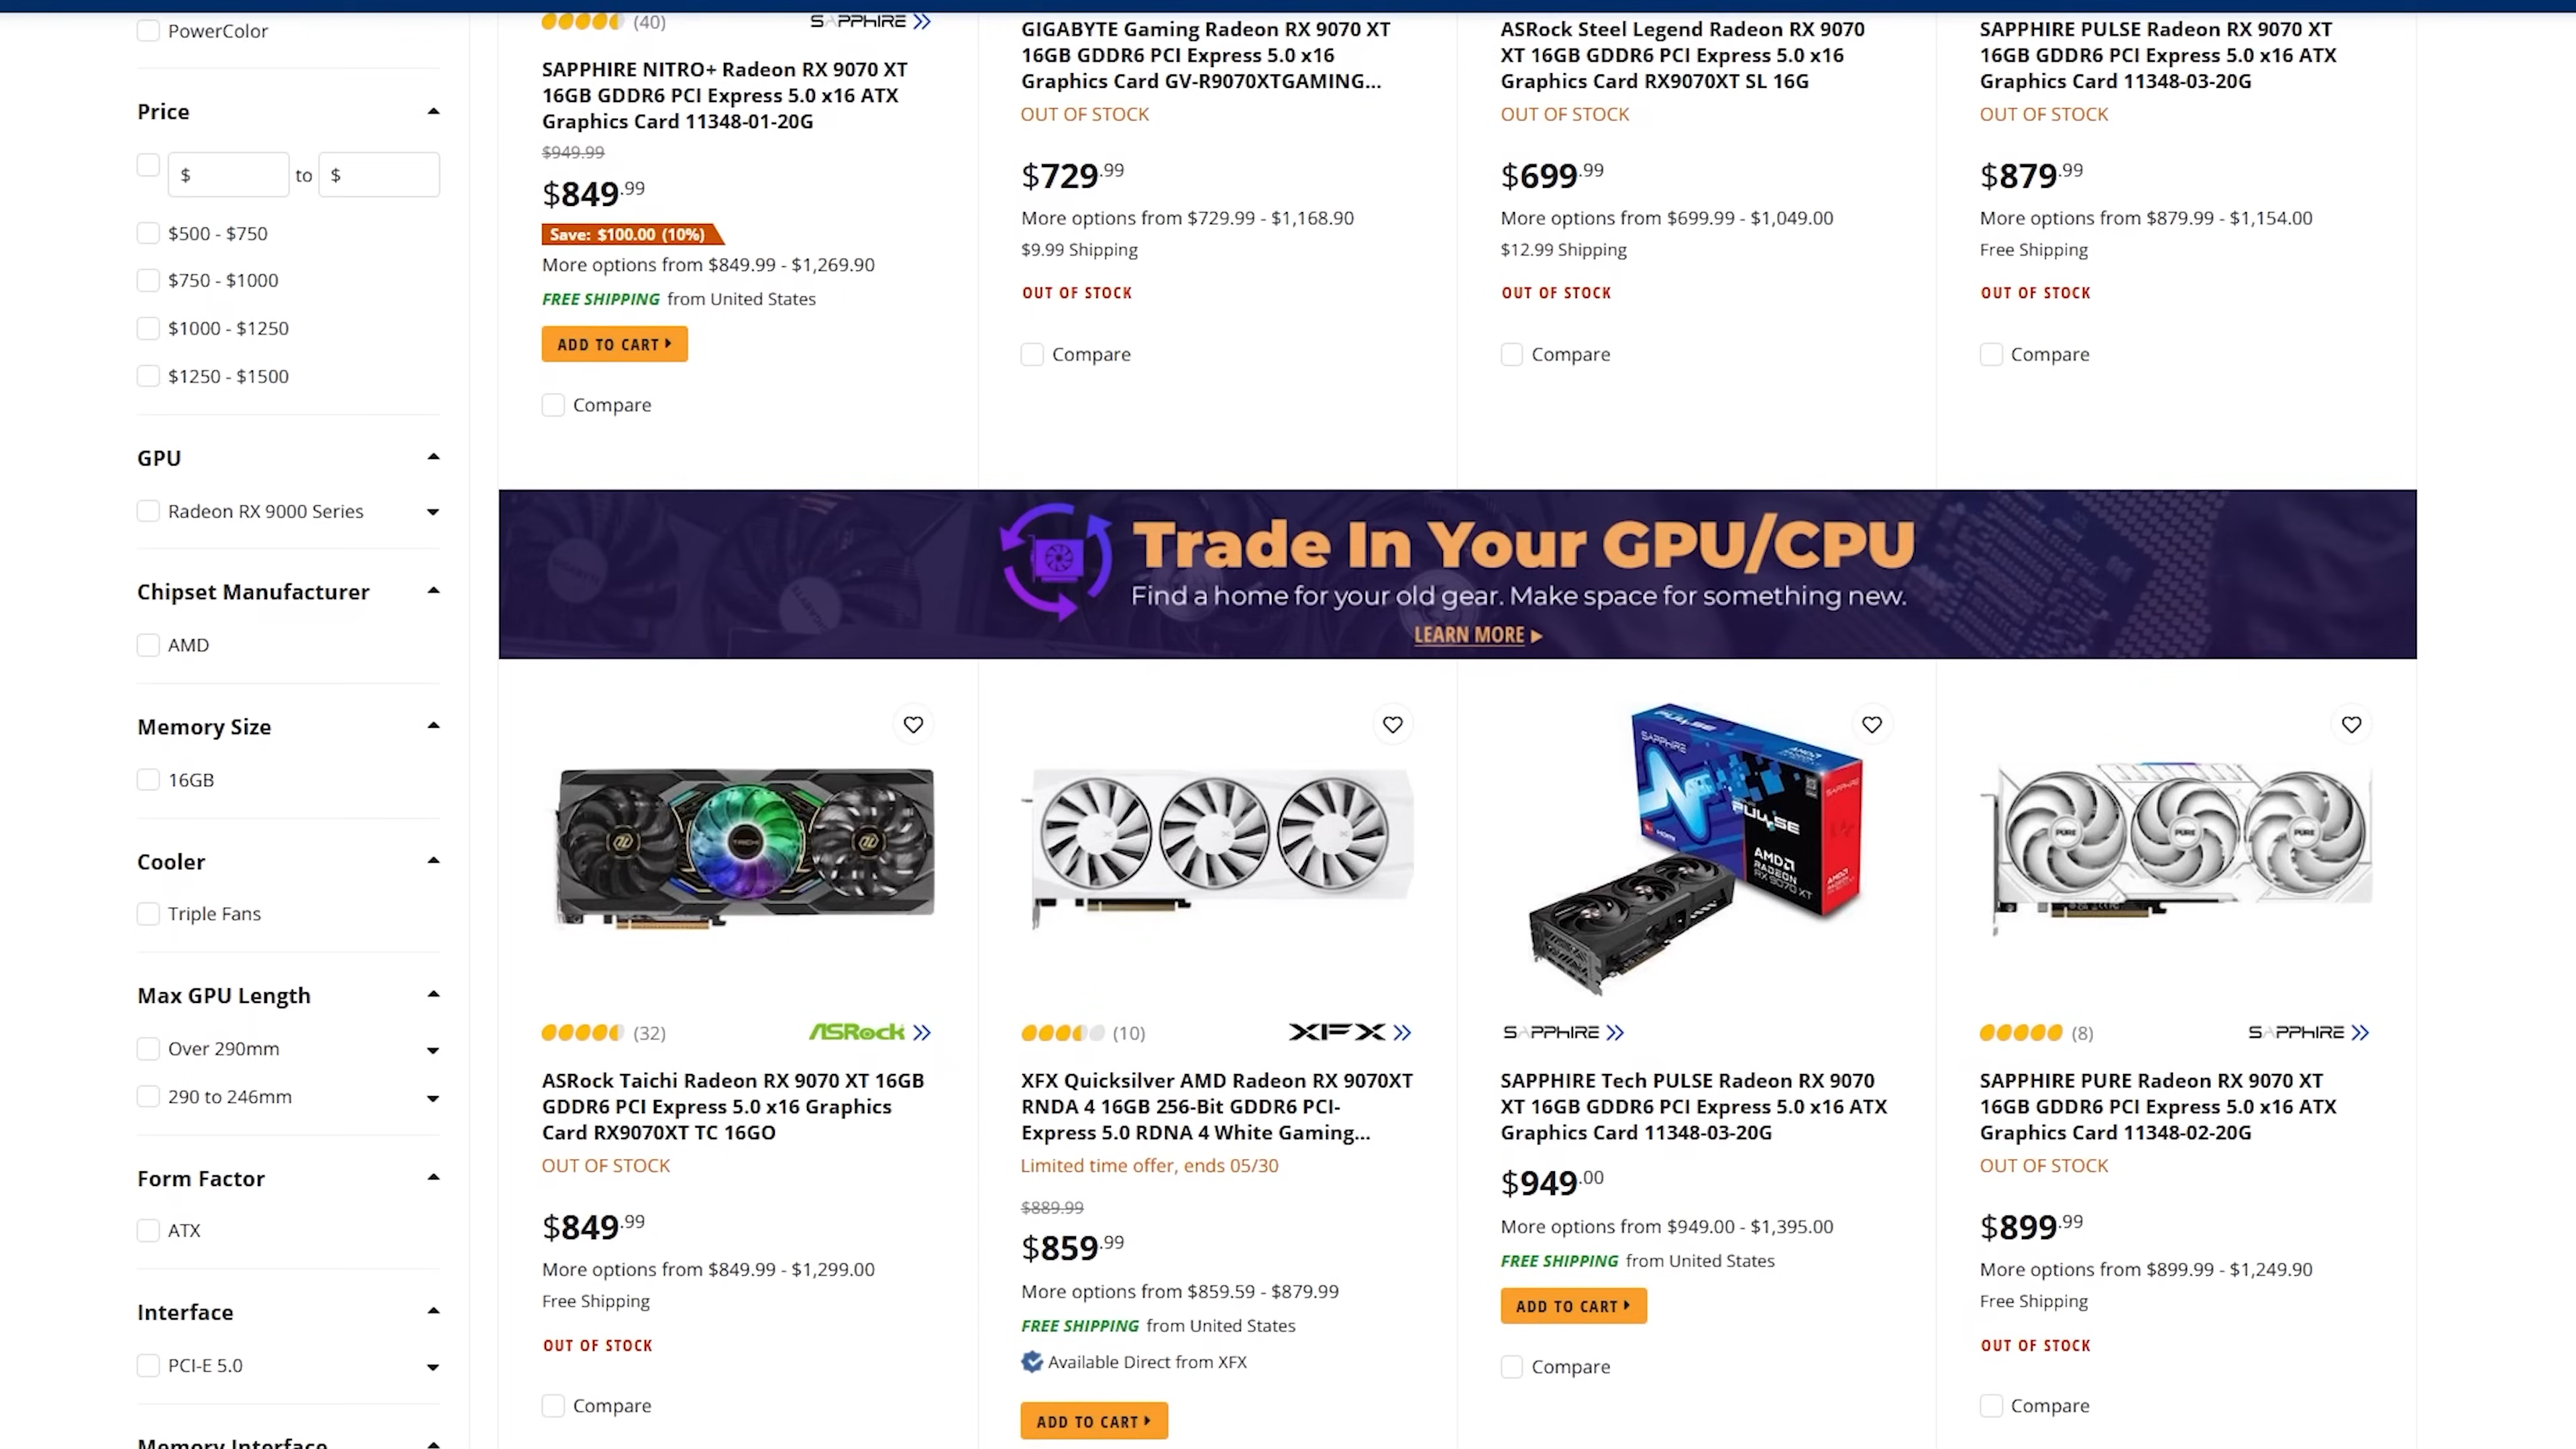 PowerColor
Price
$ to $
$500 - $750
$750 - $1000
$1000 - $1250
$1250 - $1500
GPU
Radeon RX 9000 Series
Chipset Manufacturer
AMD
Memory Size
16GB
Cooler
Triple Fans
Max GPU Length
Over 290mm
290 to 246mm
Form Factor
ATX
Interface
PCI-E 5.0
Memory Interface
(40) SAPPHIRE
SAPPHIRE NITRO+ Radeon RX 9070 XT
16GB GDDR6 PCI Express 5.0 x16 ATX
Graphics Card 11348-01-20G
$949.99
$849.99
Save: $100.00 (10%)
More options from $849.99 - $1,269.90
FREE SHIPPING from United States
ADD TO CART
Compare
GIGABYTE Gaming Radeon RX 9070 XT
16GB GDDR6 PCI Express 5.0 x16
Graphics Card GV-R9070XTGAMING...
OUT OF STOCK
$729.99
More options from $729.99 - $1,168.90
$9.99 Shipping
OUT OF STOCK
Compare
ASRock Steel Legend Radeon RX 9070
XT 16GB GDDR6 PCI Express 5.0 x16
Graphics Card RX9070XT SL 16G
OUT OF STOCK
$699.99
More options from $699.99 - $1,049.00
$12.99 Shipping
OUT OF STOCK
Compare
SAPPHIRE PULSE Radeon RX 9070 XT
16GB GDDR6 PCI Express 5.0 x16 ATX
Graphics Card 11348-03-20G
OUT OF STOCK
$879.99
More options from $879.99 - $1,154.00
Free Shipping
OUT OF STOCK
Compare
Trade In Your GPU/CPU
Find a home for your old gear. Make space for something new.
LEARN MORE
TAICHI
(32) ASRock
ASRock Taichi Radeon RX 9070 XT 16GB
GDDR6 PCI Express 5.0 x16 Graphics
Card RX9070XT TC 16GO
OUT OF STOCK
$849.99
More options from $849.99 - $1,299.00
Free Shipping
OUT OF STOCK
Compare
(10) XFX
XFX Quicksilver AMD Radeon RX 9070XT
RNDA 4 16GB 256-Bit GDDR6 PCI-
Express 5.0 RDNA 4 White Gaming...
Limited time offer, ends 05/30
$889.99
$859.99
More options from $859.59 - $879.99
FREE SHIPPING from United States
Available Direct from XFX
ADD TO CART
PULSE
SAPPHIRE
SAPPHIRE
PULSE
HDMI
AMD
RADEON
RX 9070 XT
SAPPHIRE
SAPPHIRE Tech PULSE Radeon RX 9070
XT 16GB GDDR6 PCI Express 5.0 x16 ATX
Graphics Card 11348-03-20G
$949.00
More options from $949.00 - $1,395.00
FREE SHIPPING from United States
ADD TO CART
Compare
PURE PURE PURE
(8) SAPPHIRE
SAPPHIRE PURE Radeon RX 9070 XT
16GB GDDR6 PCI Express 5.0 x16 ATX
Graphics Card 11348-02-20G
OUT OF STOCK
$899.99
More options from $899.99 - $1,249.90
Free Shipping
OUT OF STOCK
Compare